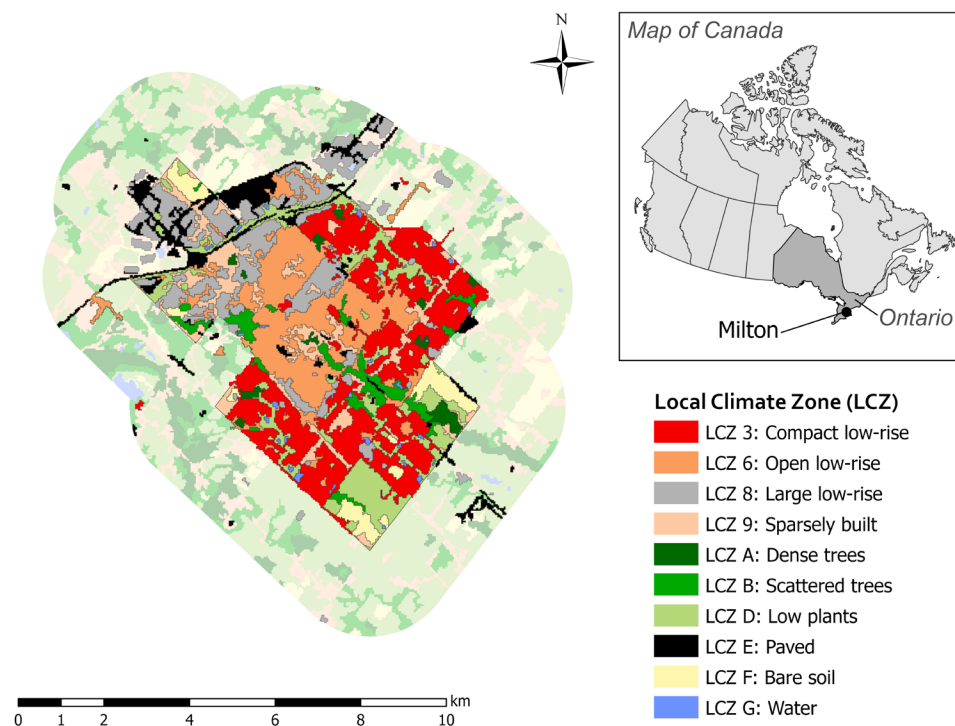 N
Map of Canada
Milton
Ontario
Local Climate Zone (LCZ)
LCZ 3: Compact low-rise
LCZ 6: Open low-rise
LCZ 8: Large low-rise
LCZ 9: Sparsely built
LCZ A: Dense trees
LCZ B: Scattered trees
LCZ D: Low plants
LCZ E: Paved
LCZ F: Bare soil
LCZ G: Water
km
0 1 2 4 6 8 10